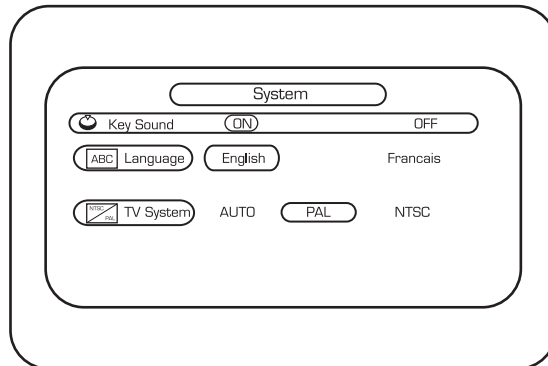 System
Key Sound ON OFF
ABC Language English Francais
NTSC PAL TV System AUTO PAL NTSC